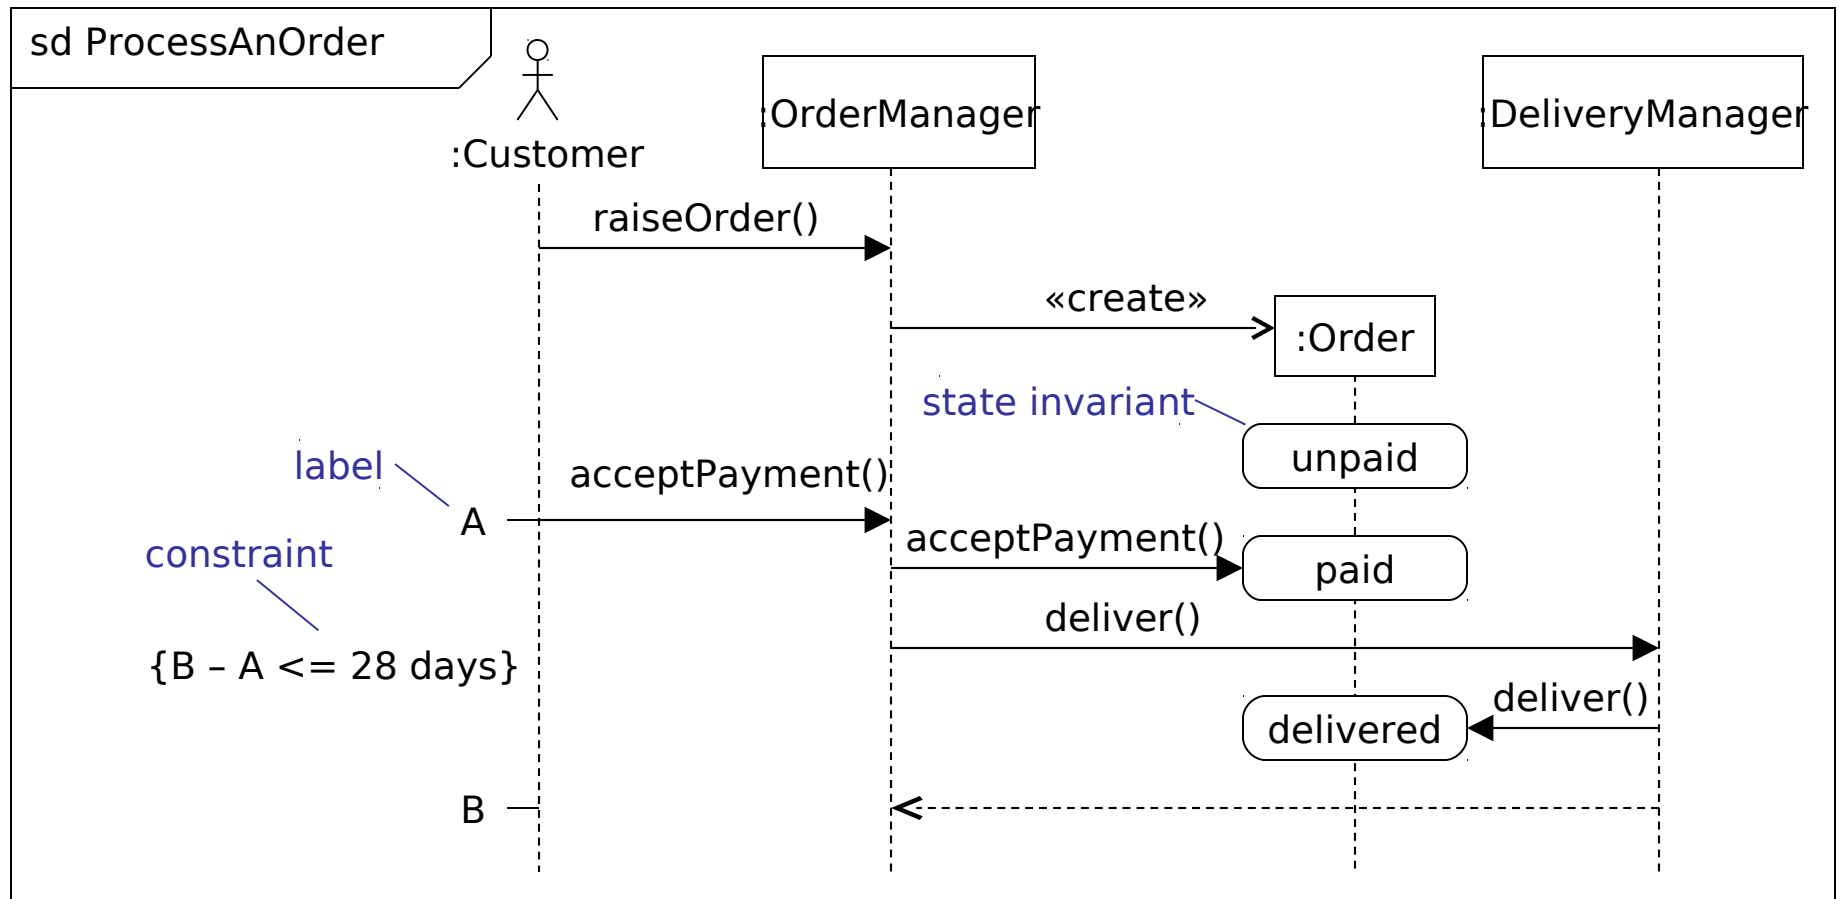 sd ProcessAnOrder
:Customer
:OrderManager
:DeliveryManager
raiseOrder()
«create»
:Order
state invariant
unpaid
label
acceptPayment()
A
constraint
acceptPayment()
paid
deliver()
{B – A <= 28 days}
deliver()
delivered
B